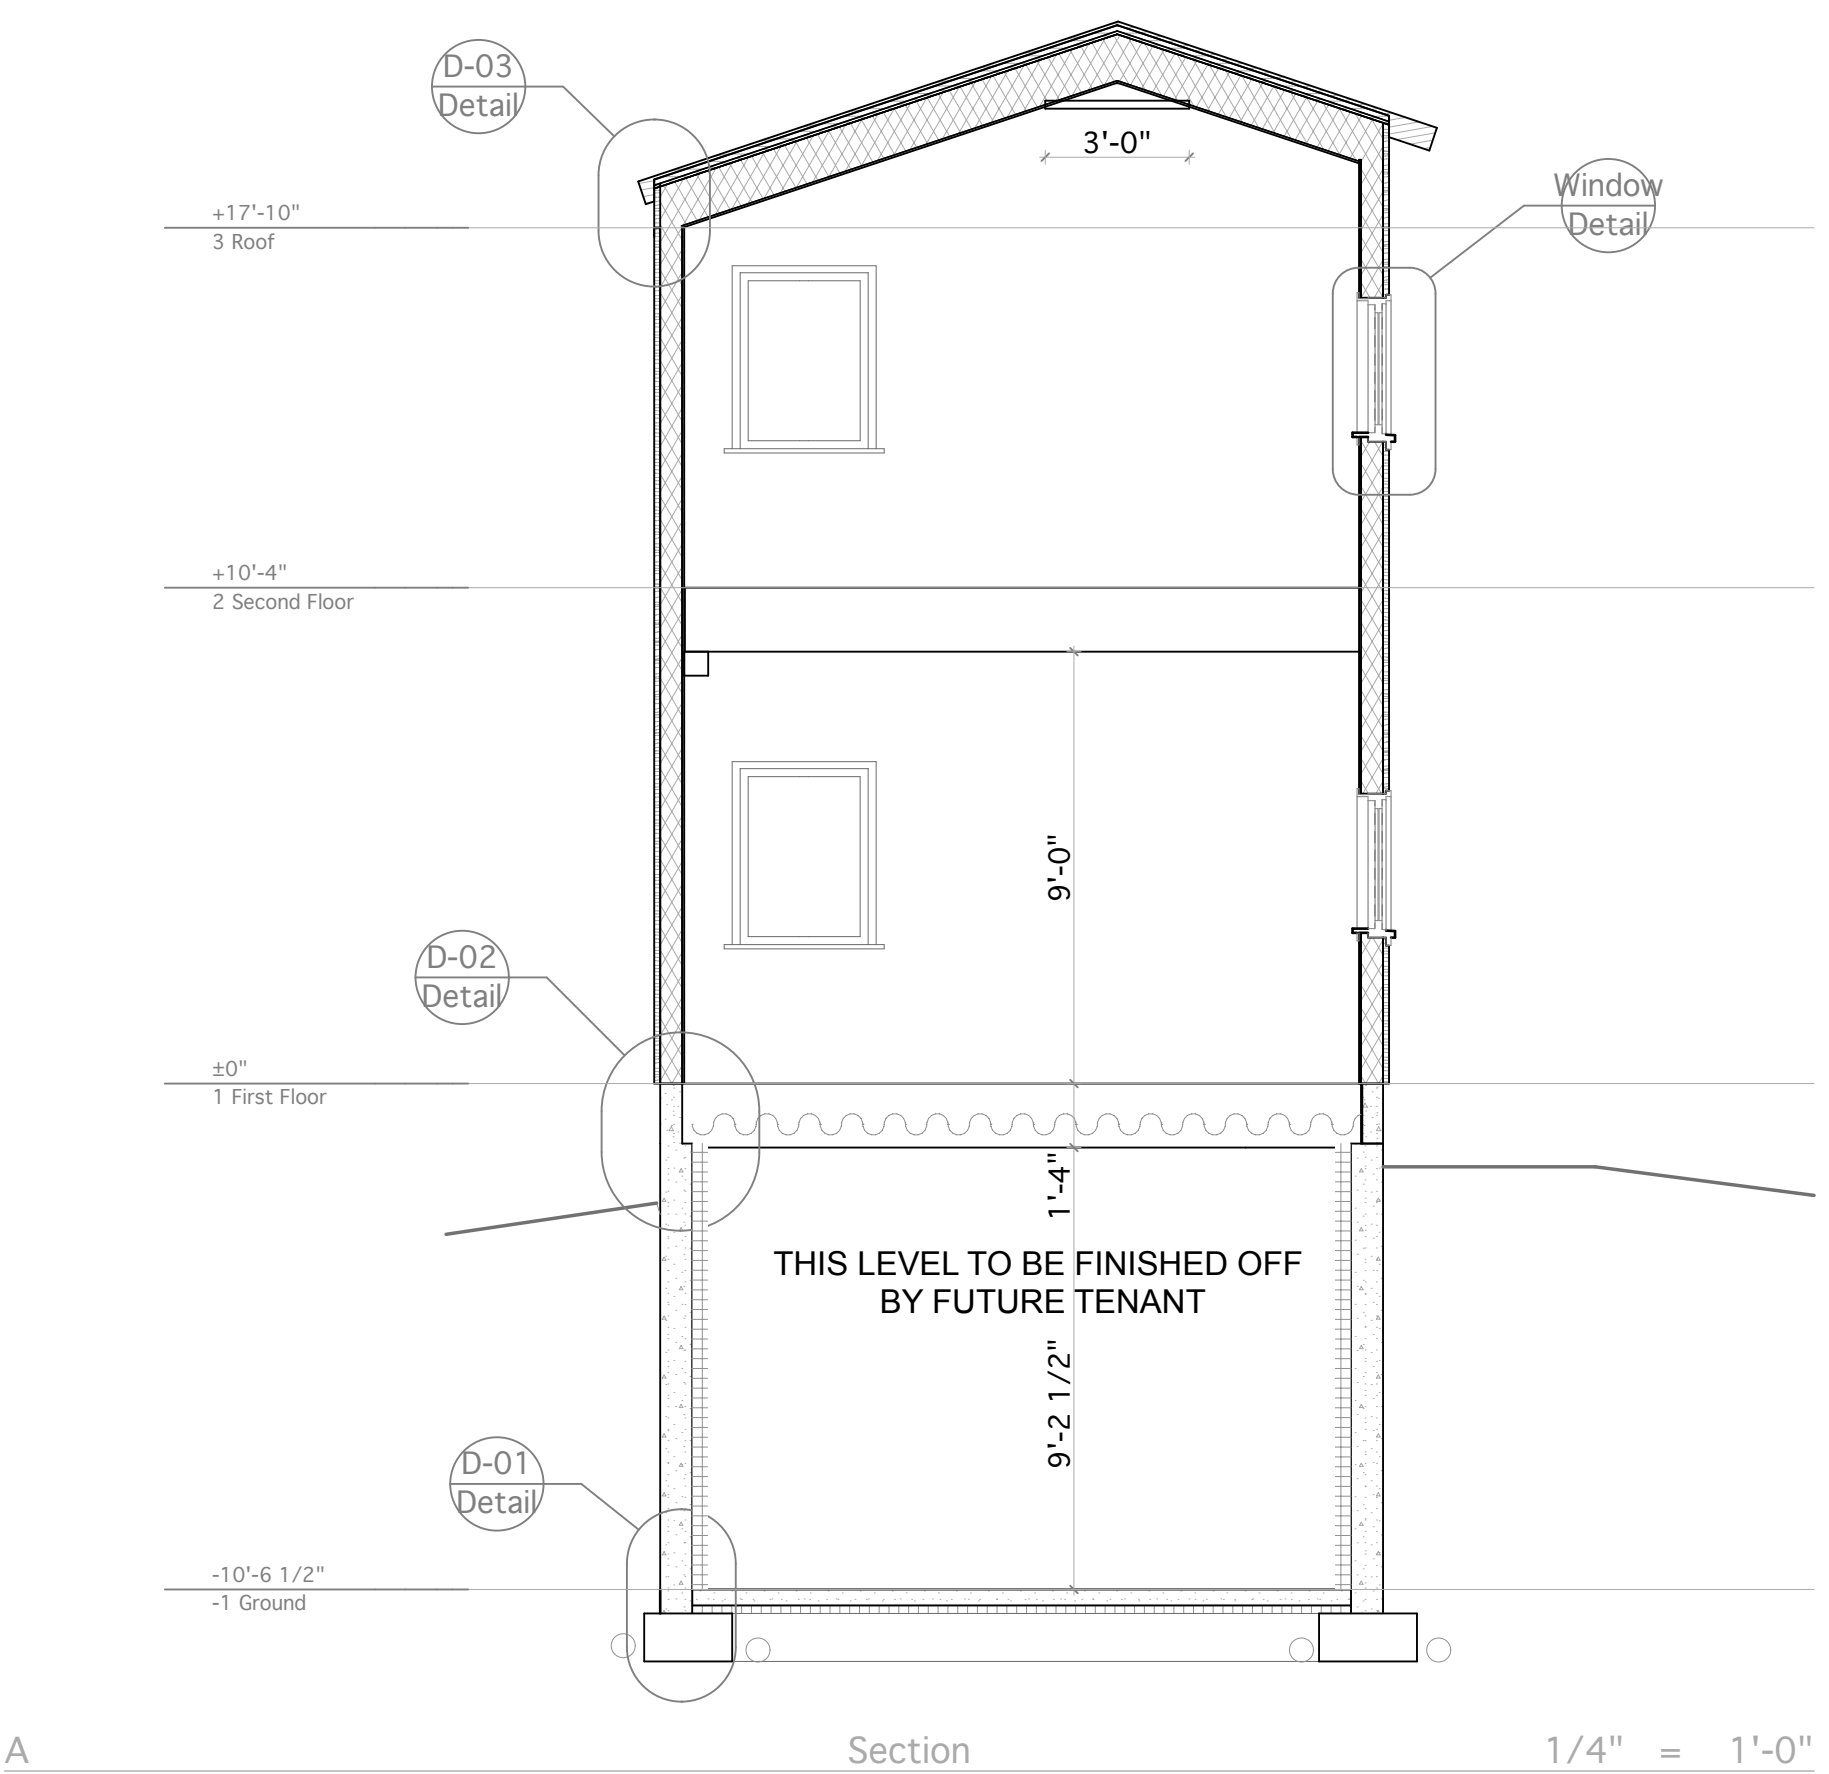 D-03
Detail
3'-0"
Window
Detail
+17'-10"
3 Roof
+10'-4"
2 Second Floor
9'-0"
D-02
Detail
±0"
1 First Floor
1'-4"
THIS LEVEL TO BE FINISHED OFF
BY FUTURE TENANT
9'-2 1/2"
D-01
Detail
-10'-6 1/2"
-1 Ground
A Section 1/4" = 1'-0"